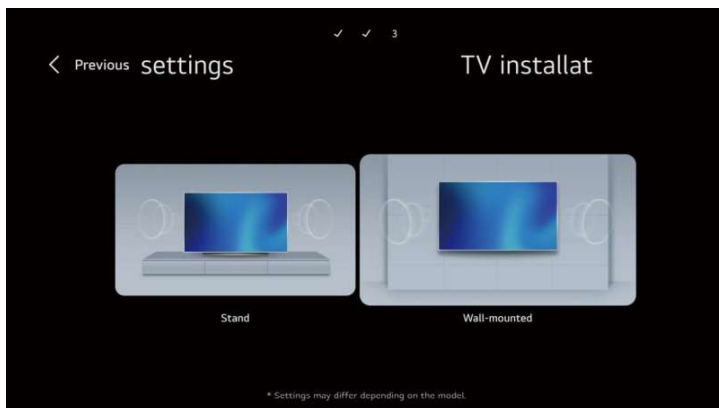 ✓ ✓ 3
Previous settings TV installat
Stand
Wall-mounted
* Settings may differ depending on the model.